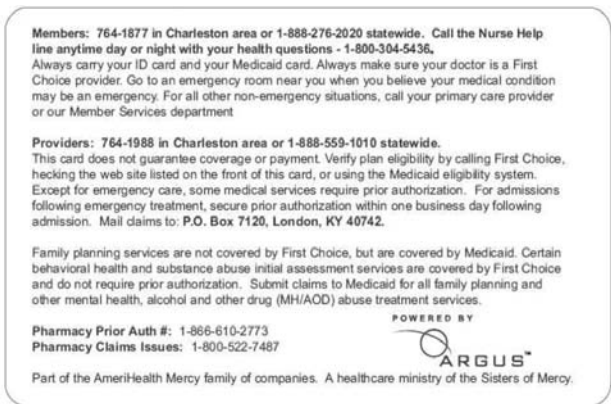 Members: 764-1877 in Charleston area or 1-888-276-2020 statewide. Call the Nurse Help
line anytime day or night with your health questions - 1-800-304-5436.
Always carry your ID card and your Medicaid card. Always make sure your doctor is a First
Choice provider. Go to an emergency room near you when you believe your medical condition
may be an emergency. For all other non-emergency situations, call your primary care provider
or our Member Services department
Providers: 764-1988 in Charleston area or 1-888-559-1010 statewide.
This card does not guarantee coverage or payment. Verify plan eligibility by calling First Choice,
hecking the web site listed on the front of this card, or using the Medicaid eligibility system.
Except for emergency care, some medical services require prior authorization. For admissions
following emergency treatment, secure prior authorization within one business day following
admission. Mail claims to: P.O. Box 7120, London, KY 40742.
Family planning services are not covered by First Choice, but are covered by Medicaid. Certain
behavioral health and substance abuse initial assessment services are covered by First Choice
and do not require prior authorization. Submit claims to Medicaid for all family planning and
other mental health, alcohol and other drug (MH/AOD) abuse treatment services.
Pharmacy Prior Auth #: 1-866-610-2773
Pharmacy Claims Issues: 1-800-522-7487
POWERED BY
ARGUS™
Part of the AmeriHealth Mercy family of companies. A healthcare ministry of the Sisters of Mercy.